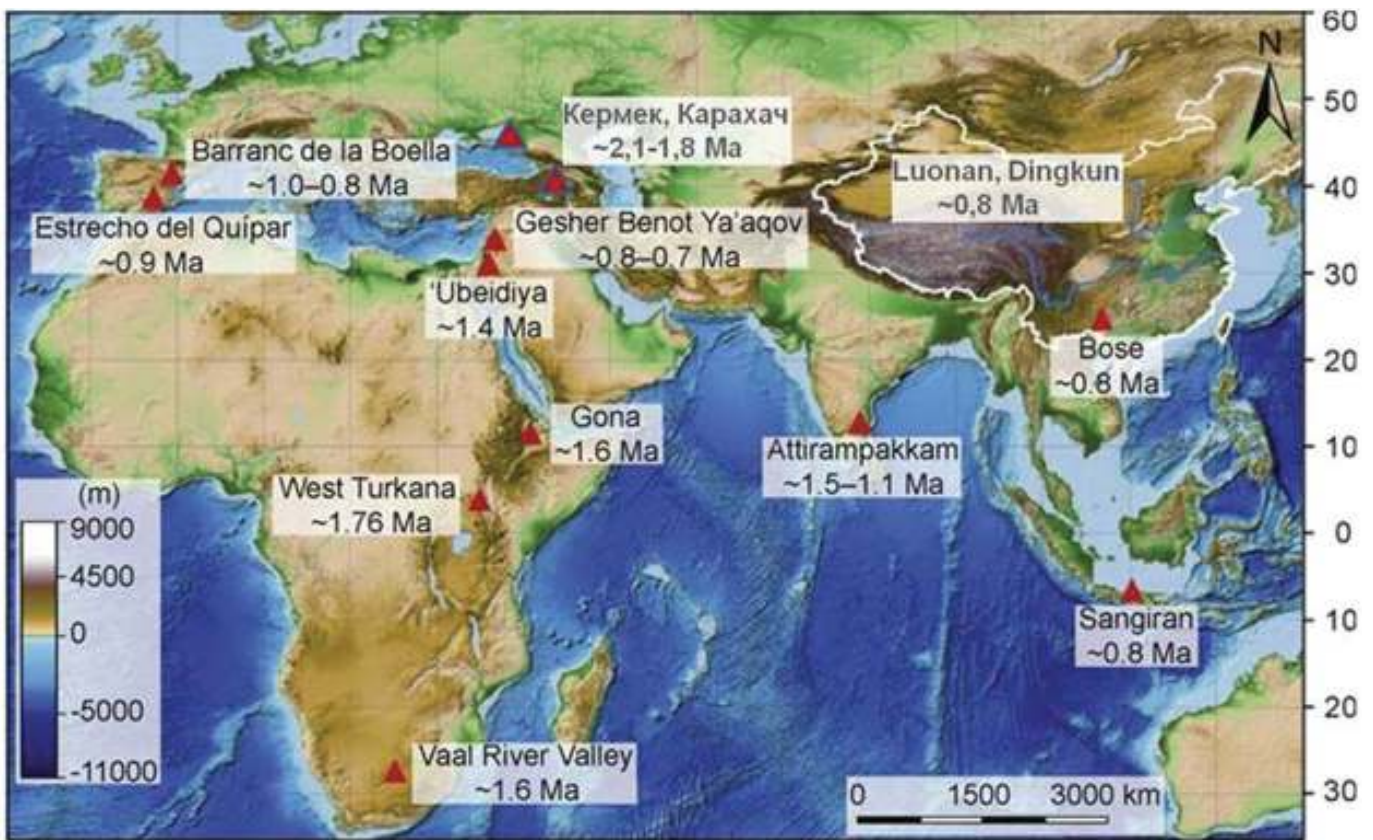 60
N
50
Кермек, Карахач
~2,1-1,8 Ma
Barranc de la Boella
~1.0–0.8 Ma
Luonan, Dingkun
~0,8 Ma
40
Estrecho del Quípar
~0.9 Ma
Gesher Benot Ya'aqov
~0.8–0.7 Ma
30
'Ubeidiya
~1.4 Ma
Bose
~0.8 Ma
20
Gona
~1.6 Ma
Attirampakkam
~1.5–1.1 Ma
10
West Turkana
~1.76 Ma
(m)
9000
4500
0
-5000
-11000
0
Sangiran
~0.8 Ma
10
20
Vaal River Valley
~1.6 Ma
0 1500 3000 km
30